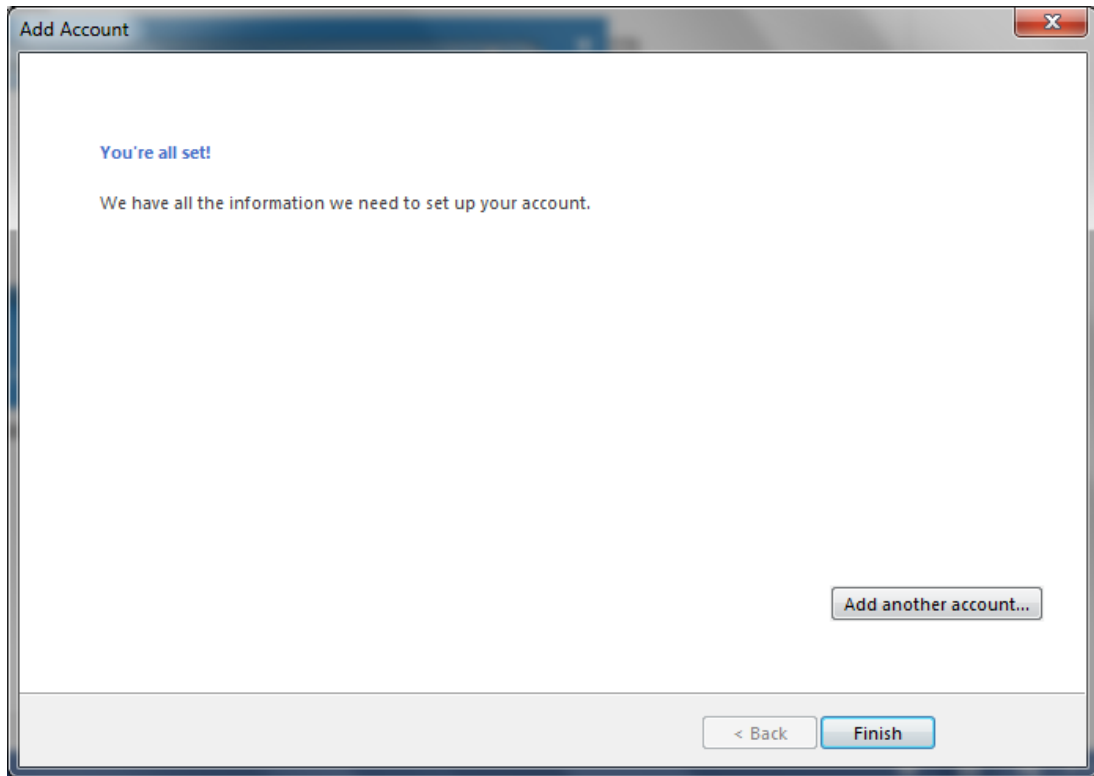 Add Account
You're all set!
We have all the information we need to set up your account.
Add another account...
< Back
Finish